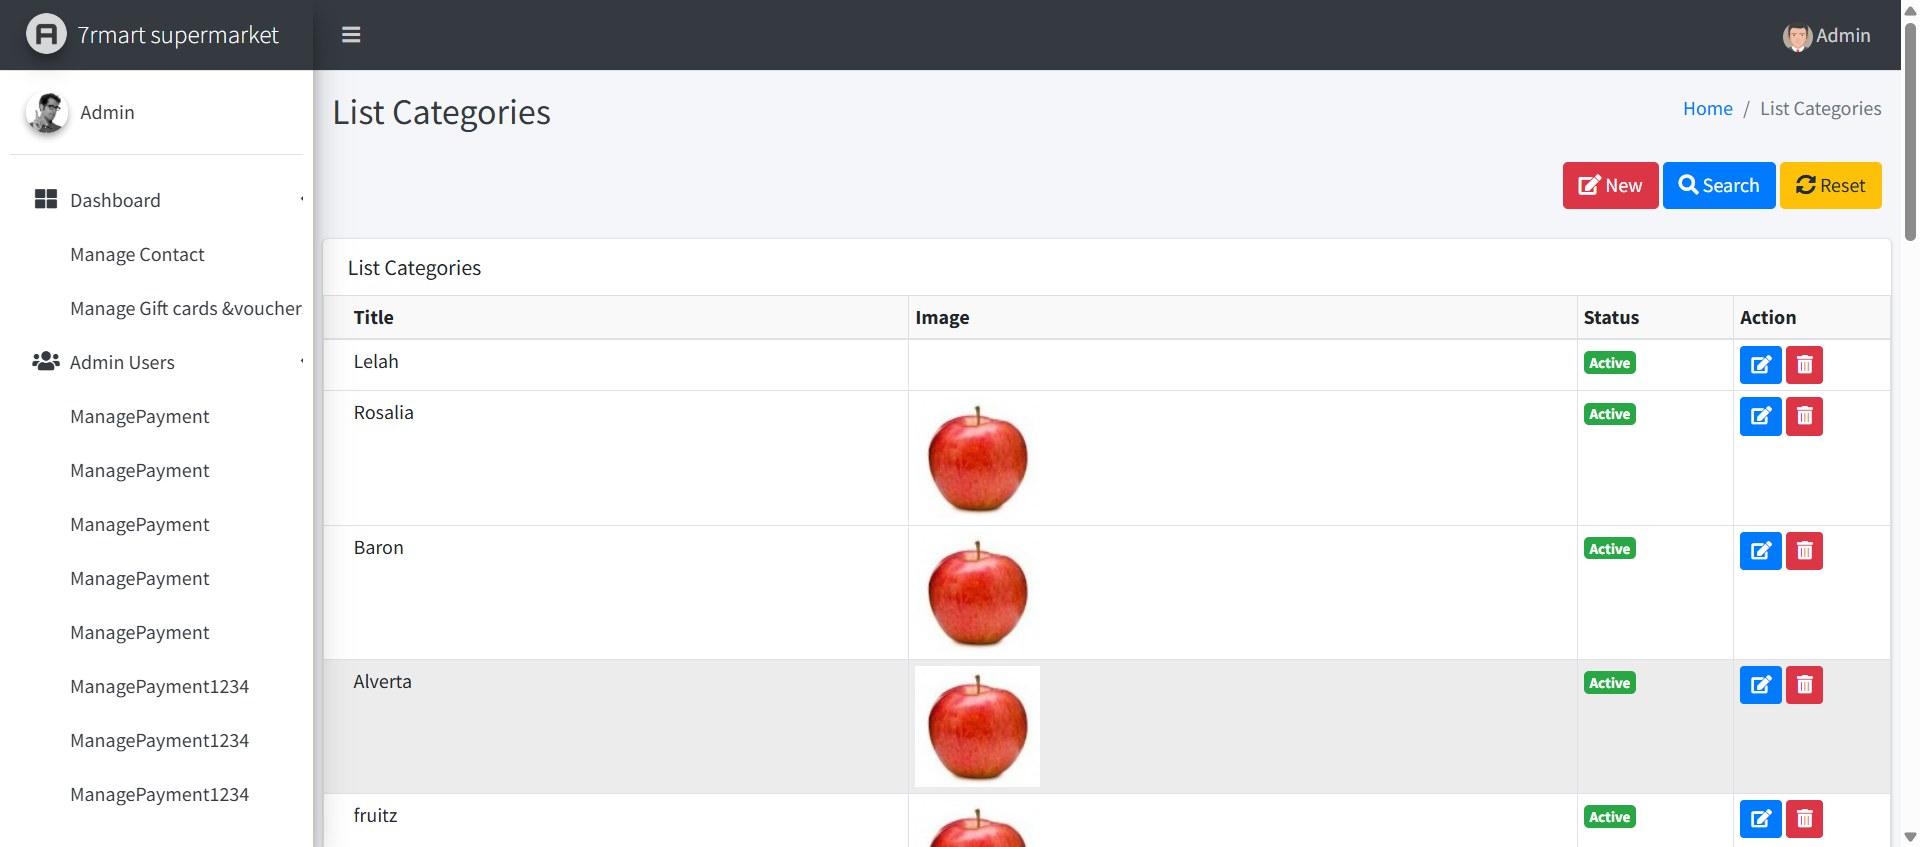 7rmart supermarket
Admin
Admin
List Categories
Home / List Categories
New Search Reset
Dashboard
Manage Contact
Manage Gift cards &voucher
Admin Users
ManagePayment
ManagePayment
ManagePayment
ManagePayment
ManagePayment
ManagePayment1234
ManagePayment1234
ManagePayment1234
List Categories
Title Image Status Action
Lelah Active
Rosalia Active
Baron Active
Alverta Active
fruitz Active